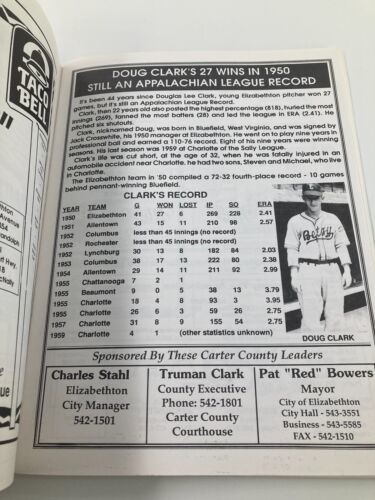 TACO
BELL
DOUG CLARK'S 27 WINS IN 1950
STILL AN APPALACHIAN LEAGUE RECORD
It's been 44 years since Douglas Lee Clark, young Elizabethton pitcher won 27
games, but it's still an Appalachian League Record.
Clark, then 22 years old also posted the highest percentage (818), hurled the most
innings (269), fanned the most batters (28) and led the league in ERA (2.41). He
pitched six shutouts.
Clark, nicknamed Doug, was born in Bluefield, West Virginia, and was signed by
Jack Crosswhite, his 1950 manager at Elizabethton. He went on to play nine years in
professional ball and earned a 110-76 record. Eight of his nine years were winning
seasons. His last season was 1959 at Charlotte of the Sally League.
Clark's life was cut short, at the age of 32, when he was fatally injured in an
automobile accident near Charlotte. he had two sons, Steven and Michael, who live
in Charlotte.
The Elizabethton team in '50 compiled a 72-32 fourth-place record - 10 games
behind pennant-winning Bluefield.
CLARK'S RECORD
YEAR TEAM G WON LOST IP SO ERA
1950 Elizabethton 41 27 6 269 228 2.41
1951 Allentown 43 15 11 210 98 2.57
1952 Columbus less than 45 innings (no record)
1952 Rochester less than 45 innings (no record)
1952 Lynchburg 30 13 8 182 84 2.03
1953 Columbus 38 17 13 222 80 2.38
1954 Allentown 29 14 11 211 92 2.99
1955 Chattanooga 7 2 1
1955 Beaumont 9 0 5 38 13 3.79
1955 Charlotte 18 4 8 93 3 3.95
1955 Charlotte 26 6 3 59 26 2.75
1957 Charlotte 31 8 9 155 54 2.75
1959 Charlotte 4 1 (other statistics unknown)
Betsy
DOUG CLARK
Sponsored By These Carter County Leaders
Charles Stahl
Elizabethton
City Manager
542-1501
Truman Clark
County Executive
Phone: 542-1801
Carter County
Courthouse
Pat "Red" Bowers
Mayor
City of Elizabethton
City Hall - 543-3551
Business - 543-5585
FAX - 542-1510